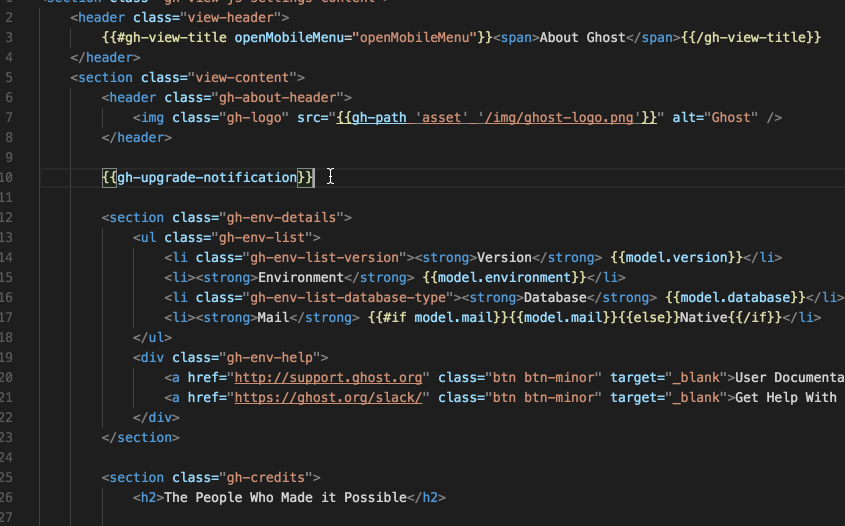 1 <section class="gh-view js-settings-content">
2 <header class="view-header">
3 {{#gh-view-title openMobileMenu="openMobileMenu"}}<span>About Ghost</span>{{/gh-view-title}}
4 </header>
5 <section class="view-content">
6 <header class="gh-about-header">
7 <img class="gh-logo" src="{{gh-path 'asset' '/img/ghost-logo.png'}}" alt="Ghost" />
8 </header>
9
10 {{gh-upgrade-notification}}
11
12 <section class="gh-env-details">
13 <ul class="gh-env-list">
14 <li class="gh-env-list-version"><strong>Version</strong> {{model.version}}</li>
15 <li><strong>Environment</strong> {{model.environment}}</li>
16 <li class="gh-env-list-database-type"><strong>Database</strong> {{model.database}}</li>
17 <li><strong>Mail</strong> {{#if model.mail}}{{model.mail}}{{else}}Native{{/if}}</li>
18 </ul>
19 <div class="gh-env-help">
20 <a href="http://support.ghost.org" class="btn btn-minor" target="_blank">User Documenta
21 <a href="https://ghost.org/slack/" class="btn btn-minor" target="_blank">Get Help With
22 </div>
23 </section>
24
25 <section class="gh-credits">
26 <h2>The People Who Made it Possible</h2>
27